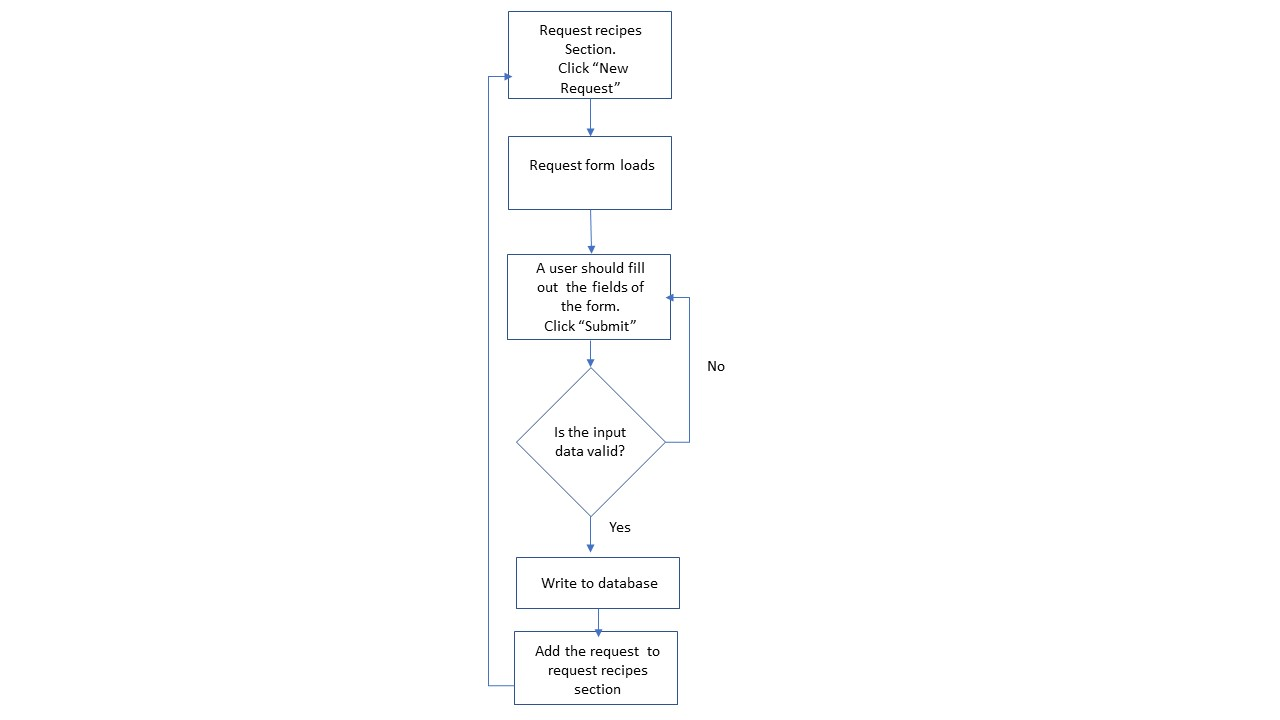 Request recipes
Section.
Click “New
Request”
Request form loads
A user should fill
out the fields of
the form.
Click “Submit”
No
Is the input
data valid?
Yes
Write to database
Add the request to
request recipes
section